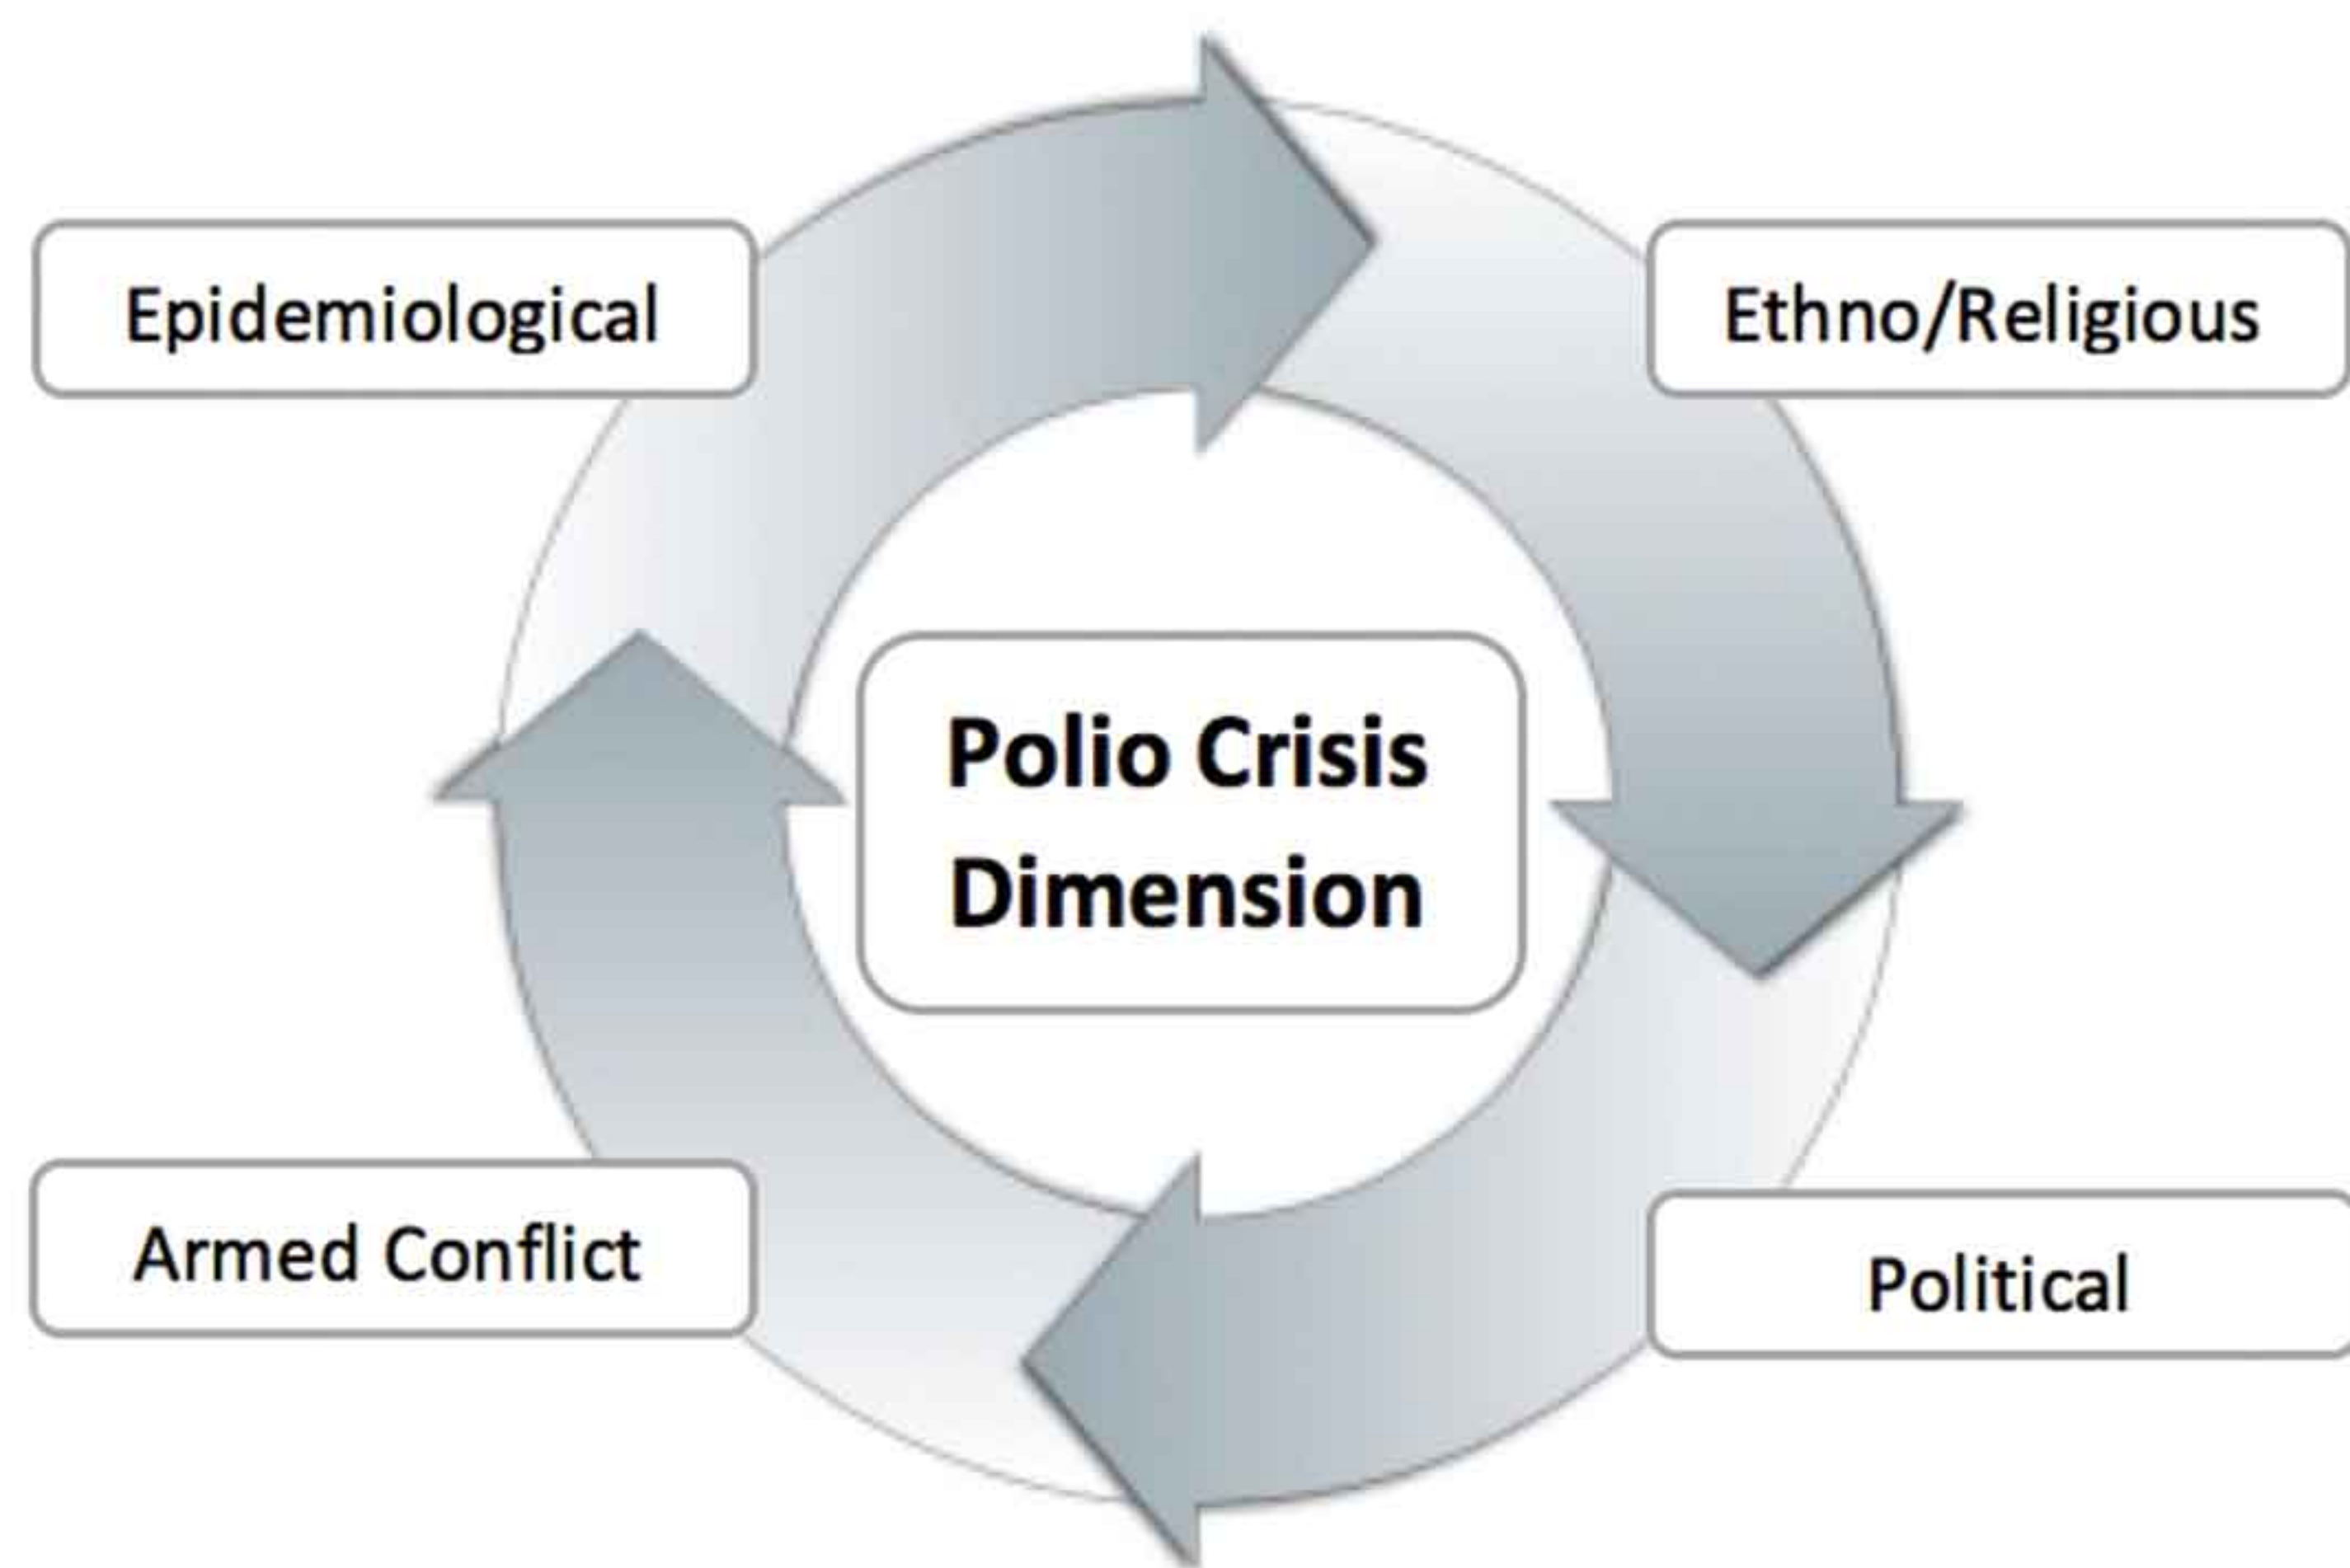 Epidemiological
Ethno/Religious
Polio Crisis
Dimension
Armed Conflict
Political